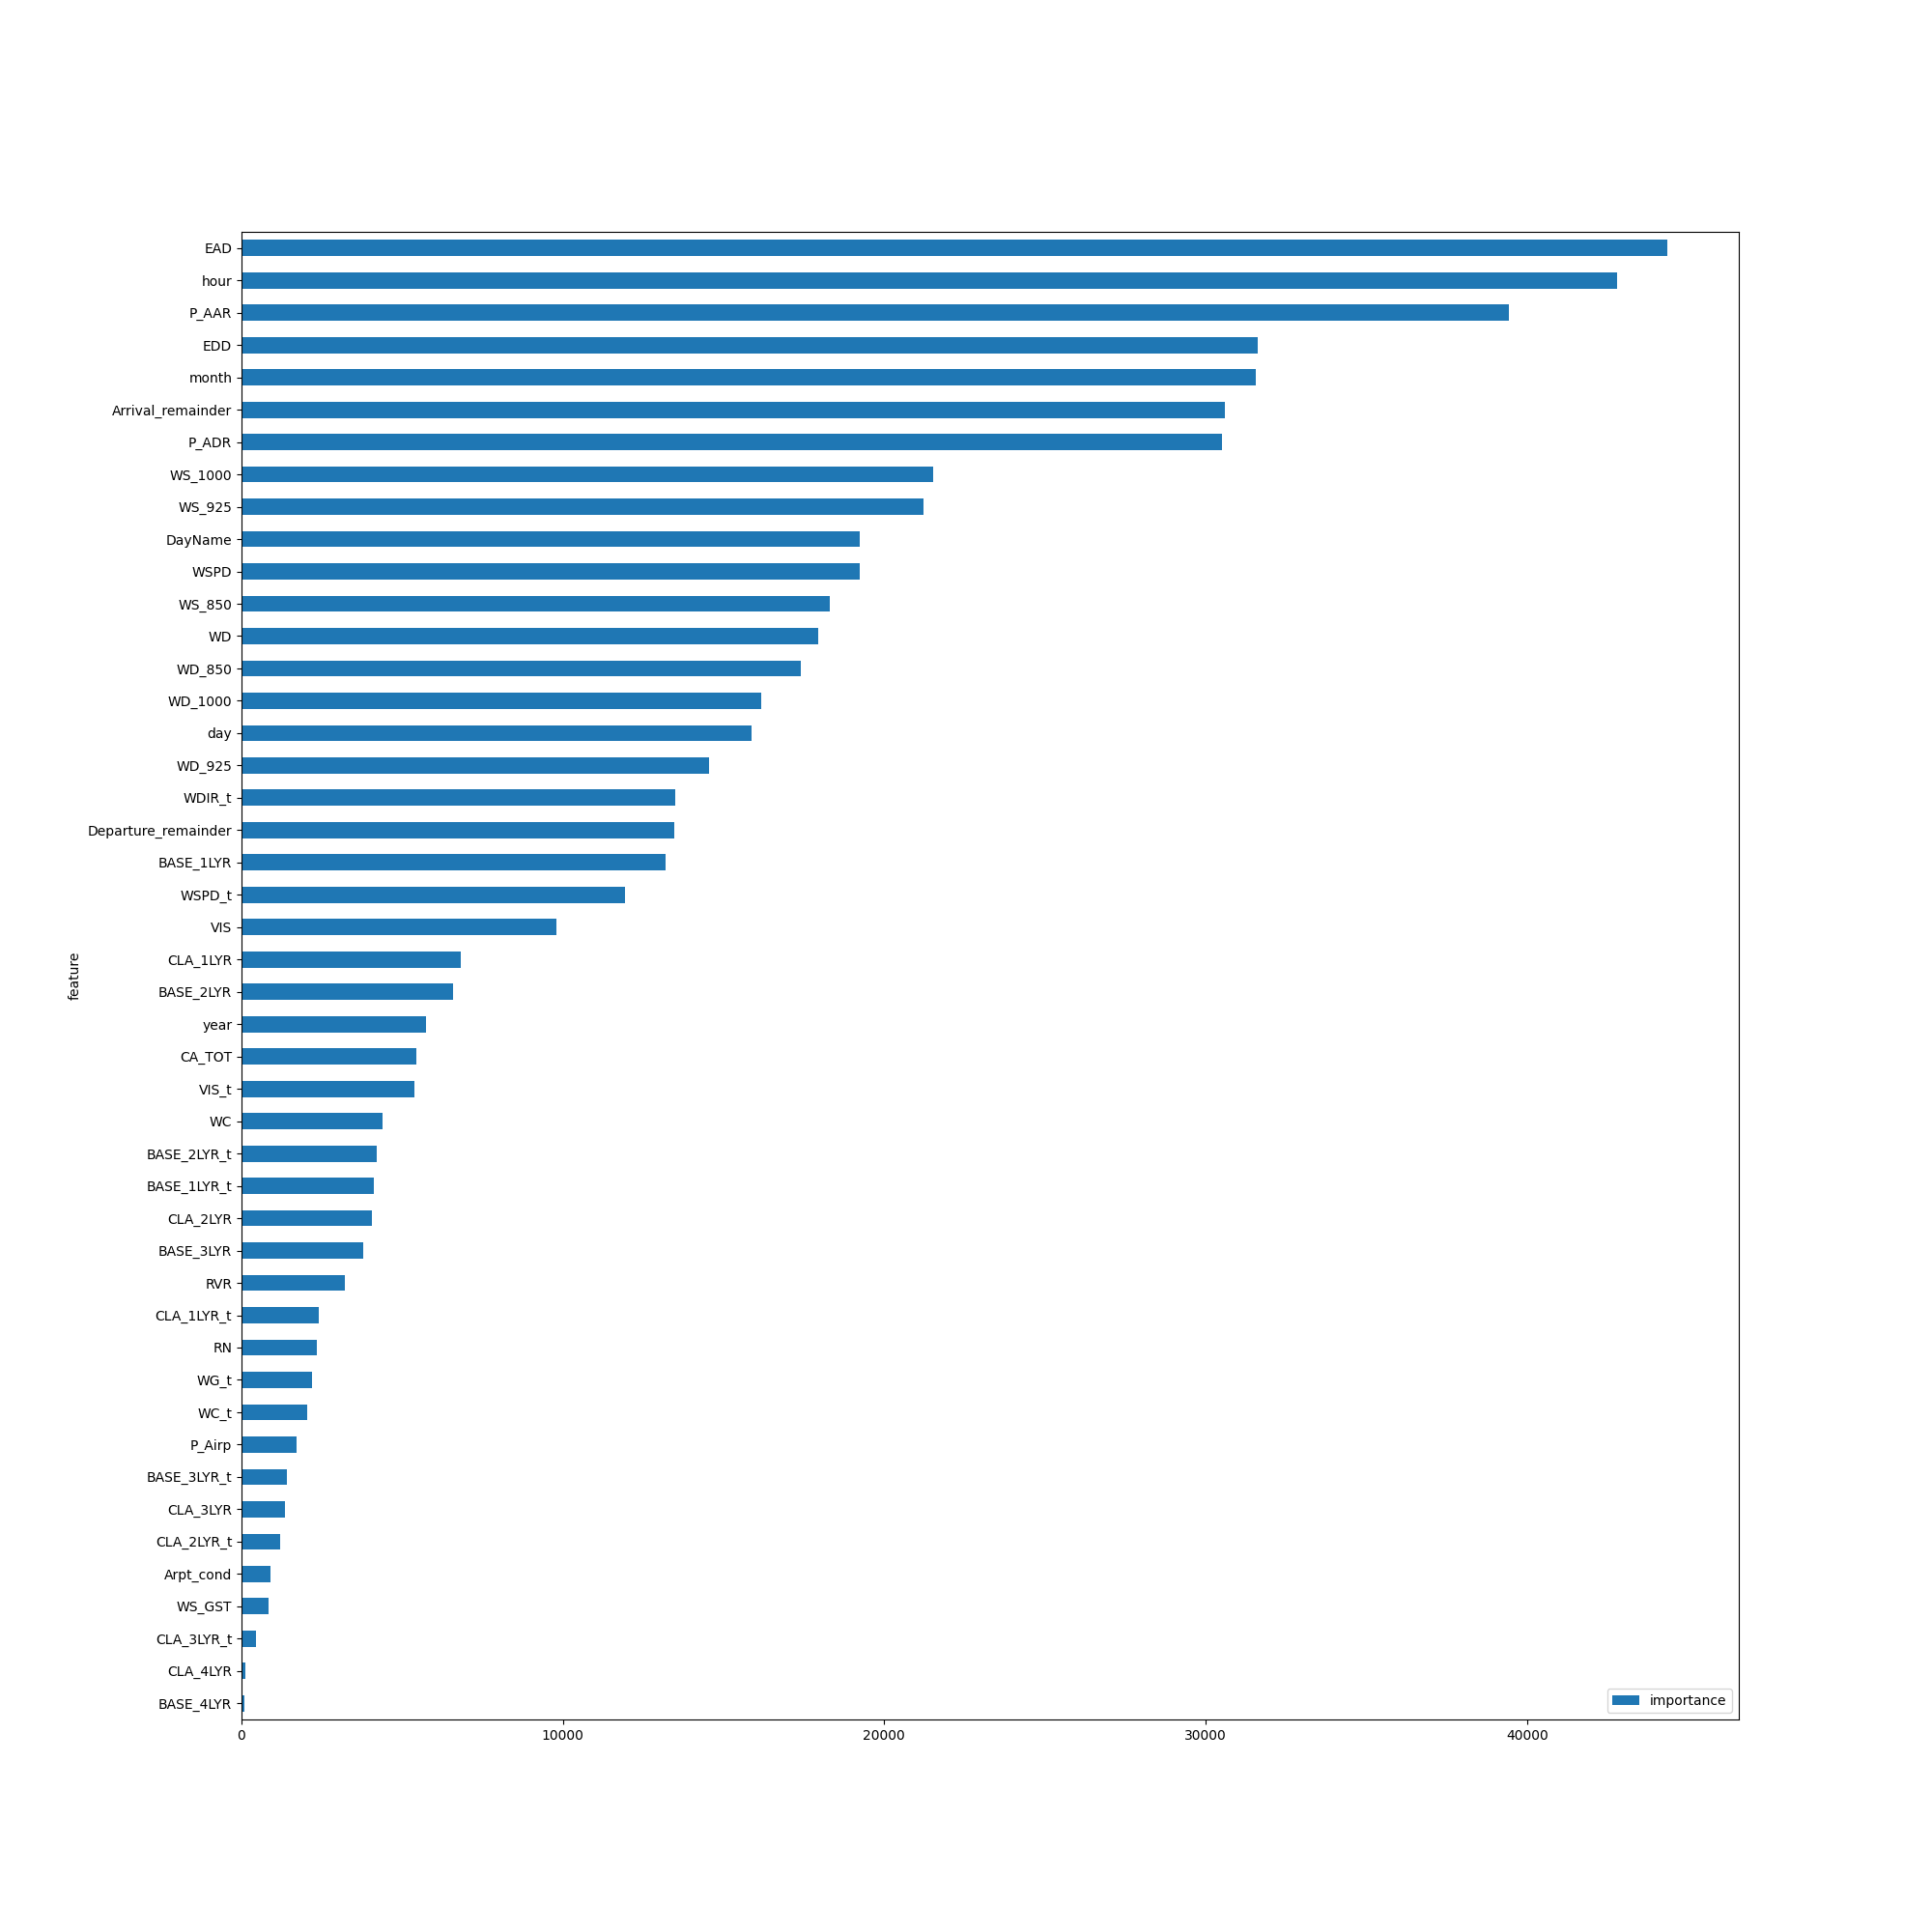 EAD
hour
P_AAR
EDD
month
Arrival_remainder
P_ADR
WS_1000
WS_925
DayName
WSPD
WS_850
WD
WD_850
WD_1000
day
WD_925
WDIR_t
Departure_remainder
BASE_1LYR
WSPD_t
VIS
CLA_1LYR
BASE_2LYR
year
CA_TOT
VIS_t
WC
BASE_2LYR_t
BASE_1LYR_t
CLA_2LYR
BASE_3LYR
RVR
CLA_1LYR_t
RN
WG_t
WC_t
P_Airp
BASE_3LYR_t
CLA_3LYR
CLA_2LYR_t
Arpt_cond
WS_GST
CLA_3LYR_t
CLA_4LYR
BASE_4LYR
feature
importance
0 10000 20000 30000 40000